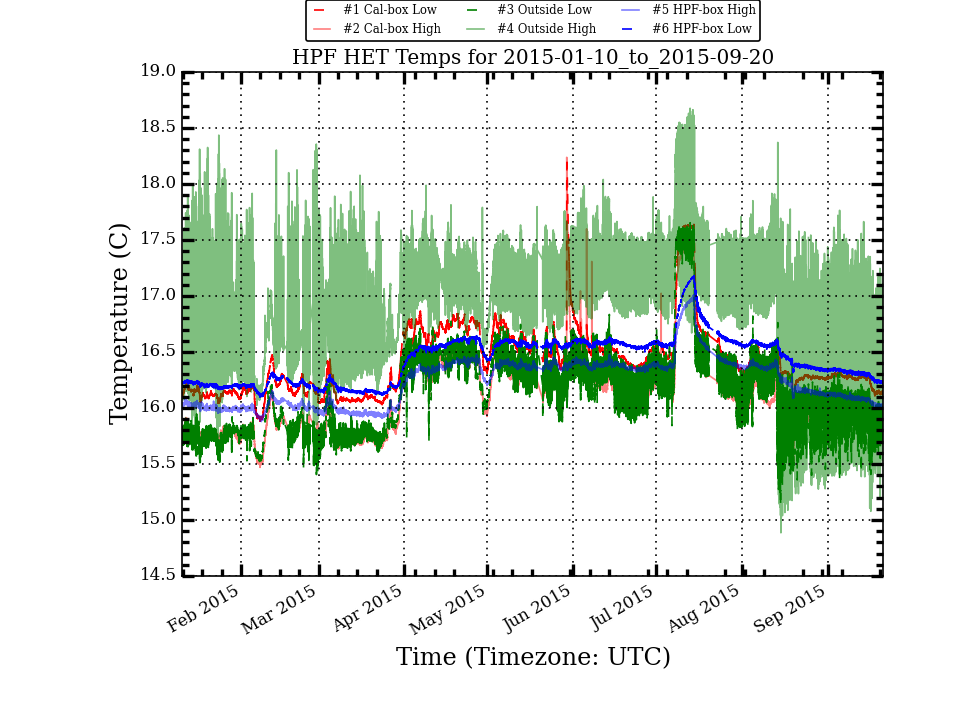 #1 Cal-box Low #3 Outside Low #5 HPF-box High
#2 Cal-box High #4 Outside High #6 HPF-box Low
HPF HET Temps for 2015-01-10_to_2015-09-20
19.0
18.5
18.0
17.5
17.0
16.5
16.0
15.5
15.0
14.5
Temperature (C)
Feb 2015 Mar 2015 Apr 2015 May 2015 Jun 2015 Jul 2015 Aug 2015 Sep 2015
Time (Timezone: UTC)